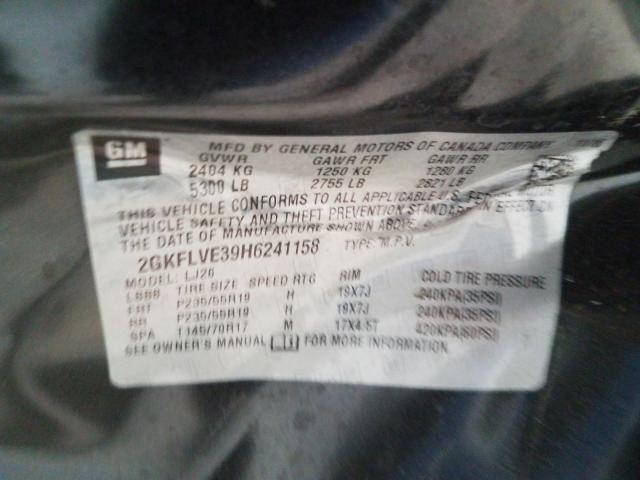 GM
MFD BY GENERAL MOTORS OF CANADA COMPANY
GVWR GAWR FRT GAWR RR
2404 KG 1250 KG 1280 KG
5300 LB 2755 LB 2821 LB
THIS VEHICLE CONFORMS TO ALL APPLICABLE U.S.
VEHICLE SAFETY AND THEFT PREVENTION STANDARDS IN EFFECT ON
THE DATE OF MANUFACTURE SHOWN ABOVE.
2GKFLVE39H6241158 TYPE: M.P.V.
MODEL: LJ26
TIRE SIZE SPEED RTG RIM COLD TIRE PRESSURE
FRT P235/55R19 H 19X7J 240KPA(35PSI)
RR P235/55R19 H 19X7J 240KPA(35PSI)
SPA T145/70R17 M 17X4.5T 420KPA(60PSI)
SEE OWNER'S MANUAL FOR MORE INFORMATION